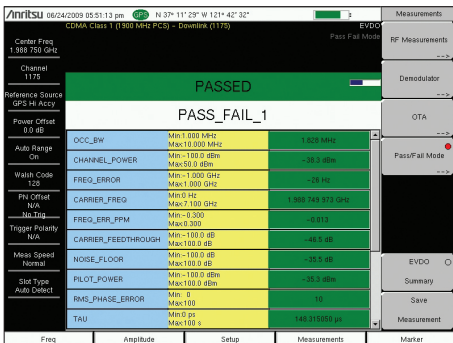 Anritsu 06/24/2009 05:51:13 pm GPS N 37° 11' 29" W 121° 42' 32"
Measurements
CDMA Class 1 (1900 MHz PCS) - Downlink (1175)
EVDO
Pass Fail Mode
Center Freq
1.988 750 GHz
Channel
1175
Reference Source
GPS Hi Accy
Power Offset
0.0 dB
Auto Range
On
Walsh Code
128
PN Offset
N/A
No Trig
Trigger Polarity
N/A
Meas Speed
Normal
Slot Type
Auto Detect
PASSED
PASS_FAIL_1
OCC_BW Min:1.000 MHz Max:10.000 MHz 1.828 MHz
CHANNEL_POWER Min:-100.0 dBm Max:50.0 dBm -38.3 dBm
FREQ_ERROR Min:-1.000 GHz Max:1.000 GHz -26 Hz
CARRIER_FREQ Min:0 Hz Max:7.100 GHz 1.988 749 973 GHz
FREQ_ERR_PPM Min:-0.300 Max:0.300 -0.013
CARRIER_FEEDTHROUGH Min:-100.0 dB Max:100.0 dB -46.5 dB
NOISE_FLOOR Min:-100.0 dB Max:100.0 dB -35.5 dB
PILOT_POWER Min:-100.0 dBm Max:100.0 dBm -35.3 dBm
RMS_PHASE_ERROR Min: 0 Max:100 10
TAU Min:0 ps Max:100 s 148.315050 µs
RF Measurements
-->
Demodulator
-->
OTA
-->
Pass/Fail Mode
-->
EVDO
Summary
Save
Measurement
Freq Amplitude Setup Measurements Marker